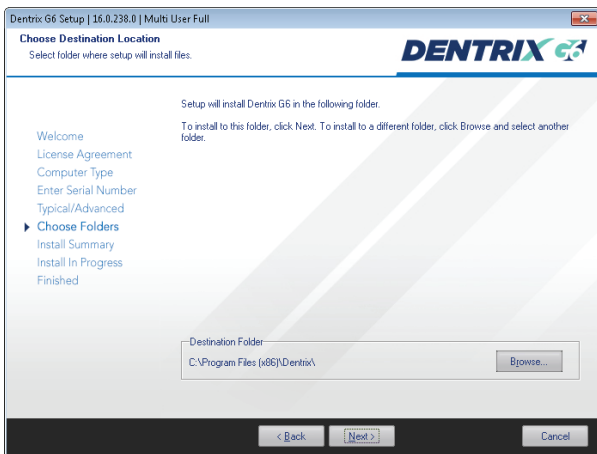 Dentrix G6 Setup | 16.0.238.0 | Multi User Full
Choose Destination Location
Select folder where setup will install files.
DENTRIX G6
Setup will install Dentrix G6 in the following folder.
To install to this folder, click Next. To install to a different folder, click Browse and select another
folder.
Welcome
License Agreement
Computer Type
Enter Serial Number
Typical/Advanced
Choose Folders
Install Summary
Install In Progress
Finished
Destination Folder
C:\Program Files (x86)\Dentrix\
Browse...
< Back
Next >
Cancel